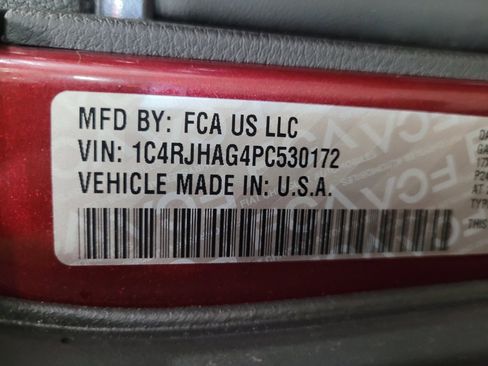 MFD BY: FCA US LLC
VIN: 1C4RJHAG4PC530172
VEHICLE MADE IN: U.S.A.